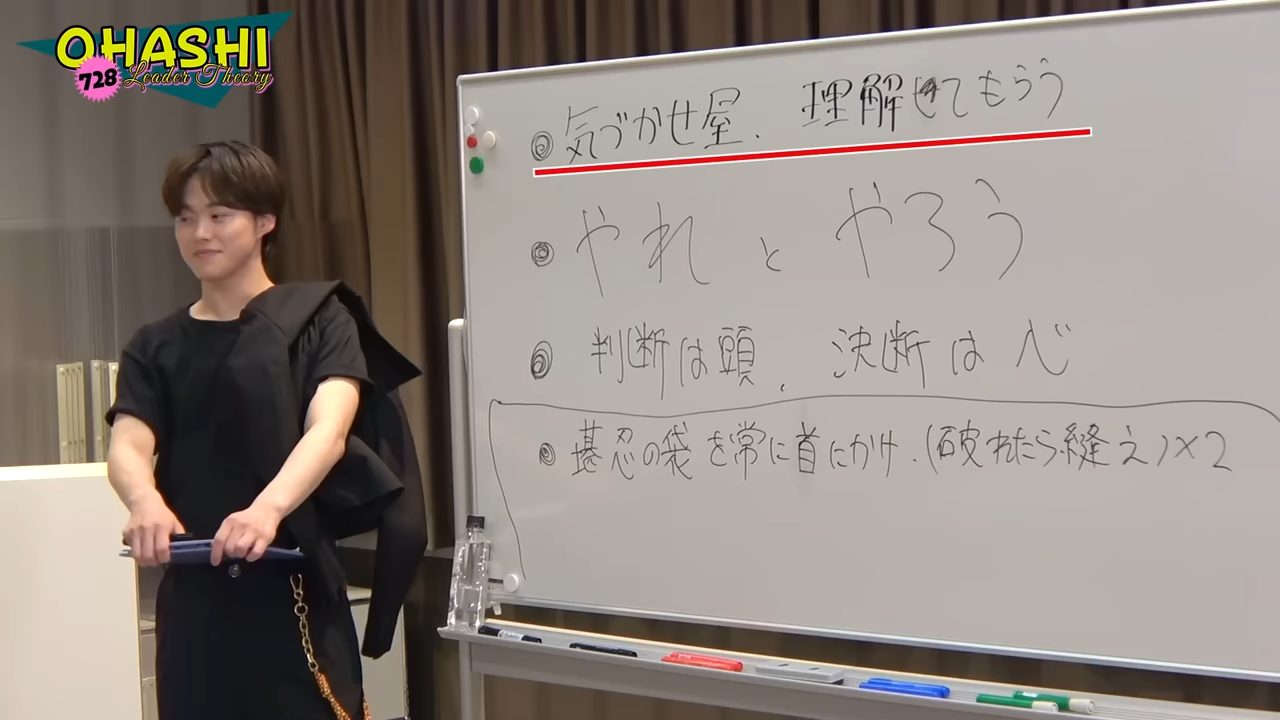 OHASHI
728 Leader Theory
気づかせ屋. 理解してもらう
やれ と やろう
判断は頭. 決断は 心
堪忍の袋を常に首にかけ.(破れたら縫え)×2